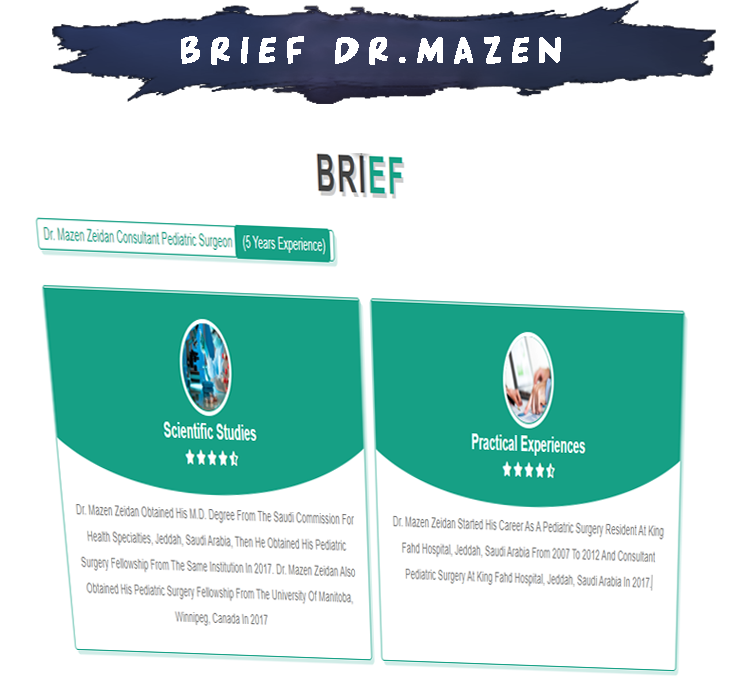 BRIEF DR.MAZEN
BRIEF
Dr. Mazen Zeidan Consultant Pediatric Surgeon (5 Years Experience)
Scientific Studies
Dr. Mazen Zeidan Obtained His M.D. Degree From The Saudi Commission For
Health Specialties, Jeddah, Saudi Arabia, Then He Obtained His Pediatric
Surgery Fellowship From The Same Institution In 2017. Dr. Mazen Zeidan Also
Obtained His Pediatric Surgery Fellowship From The University Of Manitoba,
Winnipeg, Canada In 2017
Practical Experiences
Dr. Mazen Zeidan Started His Career As A Pediatric Surgery Resident At King
Fahd Hospital, Jeddah, Saudi Arabia From 2007 To 2012 And Consultant
Pediatric Surgery At King Fahd Hospital, Jeddah, Saudi Arabia In 2017.